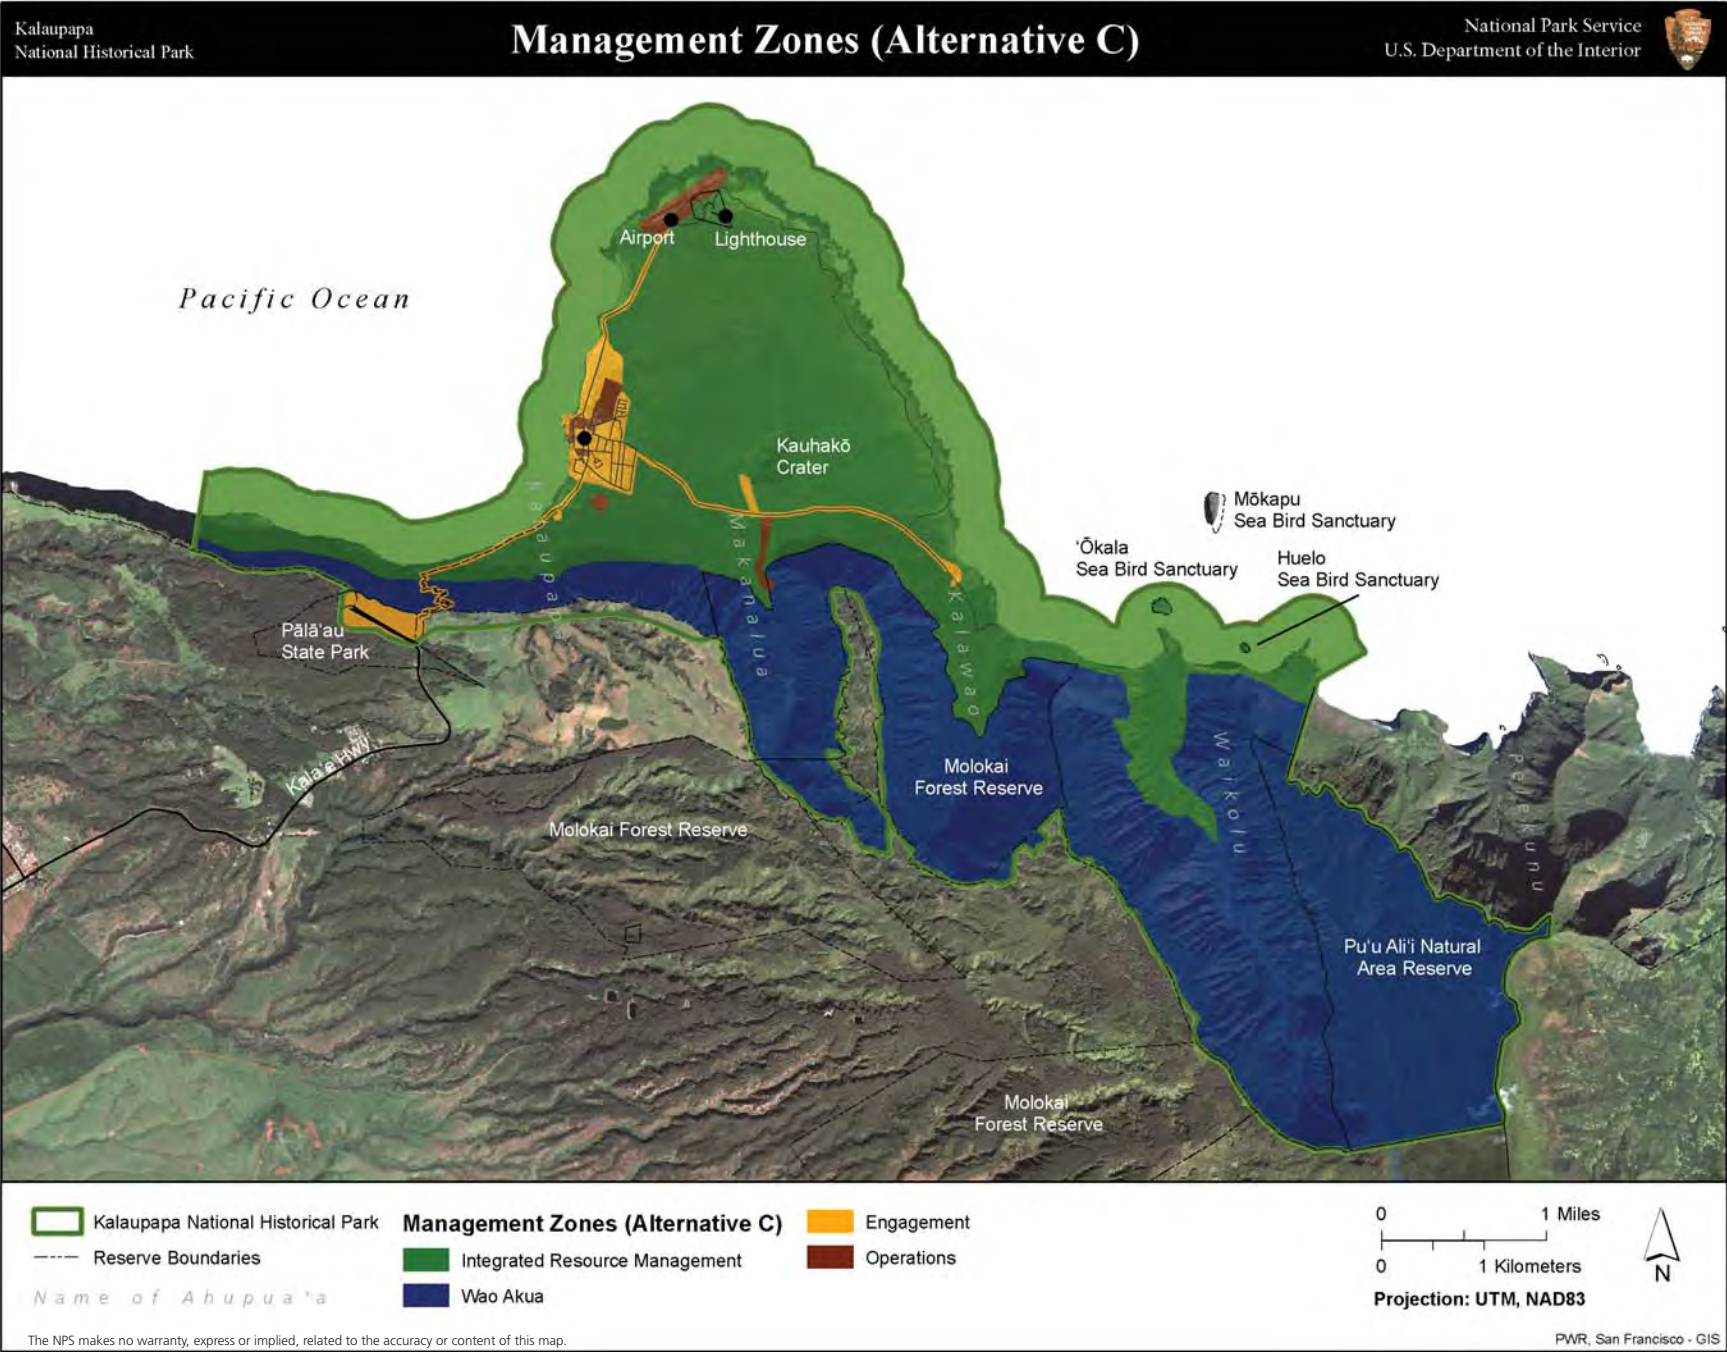 Kalaupapa
National Historical Park
Management Zones (Alternative C)
National Park Service
U.S. Department of the Interior
Pacific Ocean
Airport
Lighthouse
Kauhakō
Crater
Mōkapu
Sea Bird Sanctuary
ʻŌkala
Sea Bird Sanctuary
Huelo
Sea Bird Sanctuary
Kalaupapa
Makanalua
Kalawao
Waikolu
Pelekunu
Pālāʻau
State Park
Kalaʻe Hwy
Molokai
Forest Reserve
Molokai Forest Reserve
Puʻu Aliʻi Natural
Area Reserve
Molokai
Forest Reserve
Kalaupapa National Historical Park
Reserve Boundaries
Name of Ahupuaʻa
Management Zones (Alternative C)
Integrated Resource Management
Wao Akua
Engagement
Operations
0 1 Miles
0 1 Kilometers
N
Projection: UTM, NAD83
The NPS makes no warranty, express or implied, related to the accuracy or content of this map.
PWR, San Francisco - GIS